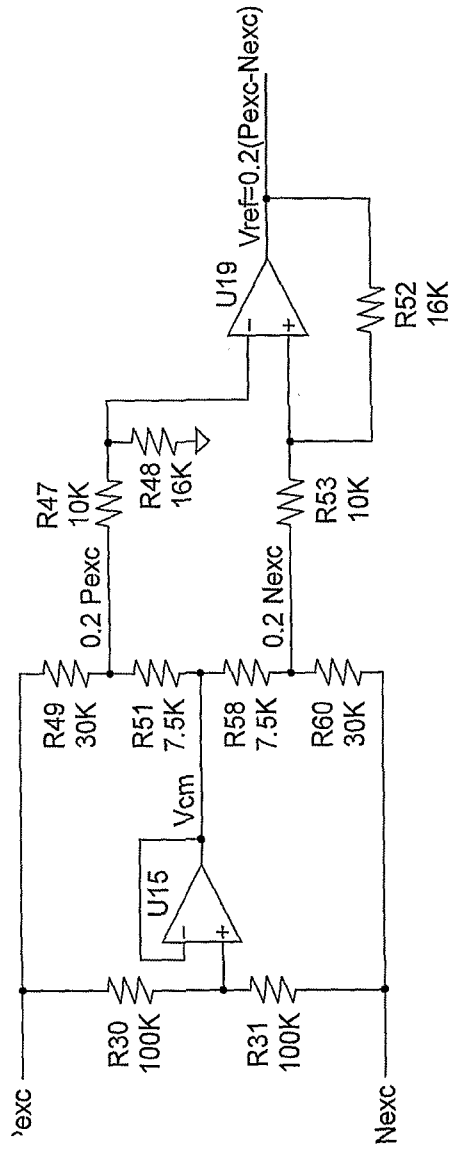 'exc
Nexc
R30
100K
R31
100K
U15
-
+
Vcm
R49
30K
R51
7.5K
R58
7.5K
R60
30K
0.2 Pexc
0.2 Nexc
R47
10K
R48
16K
R53
10K
U19
-
+
R52
16K
Vref=0.2(Pexc-Nexc)